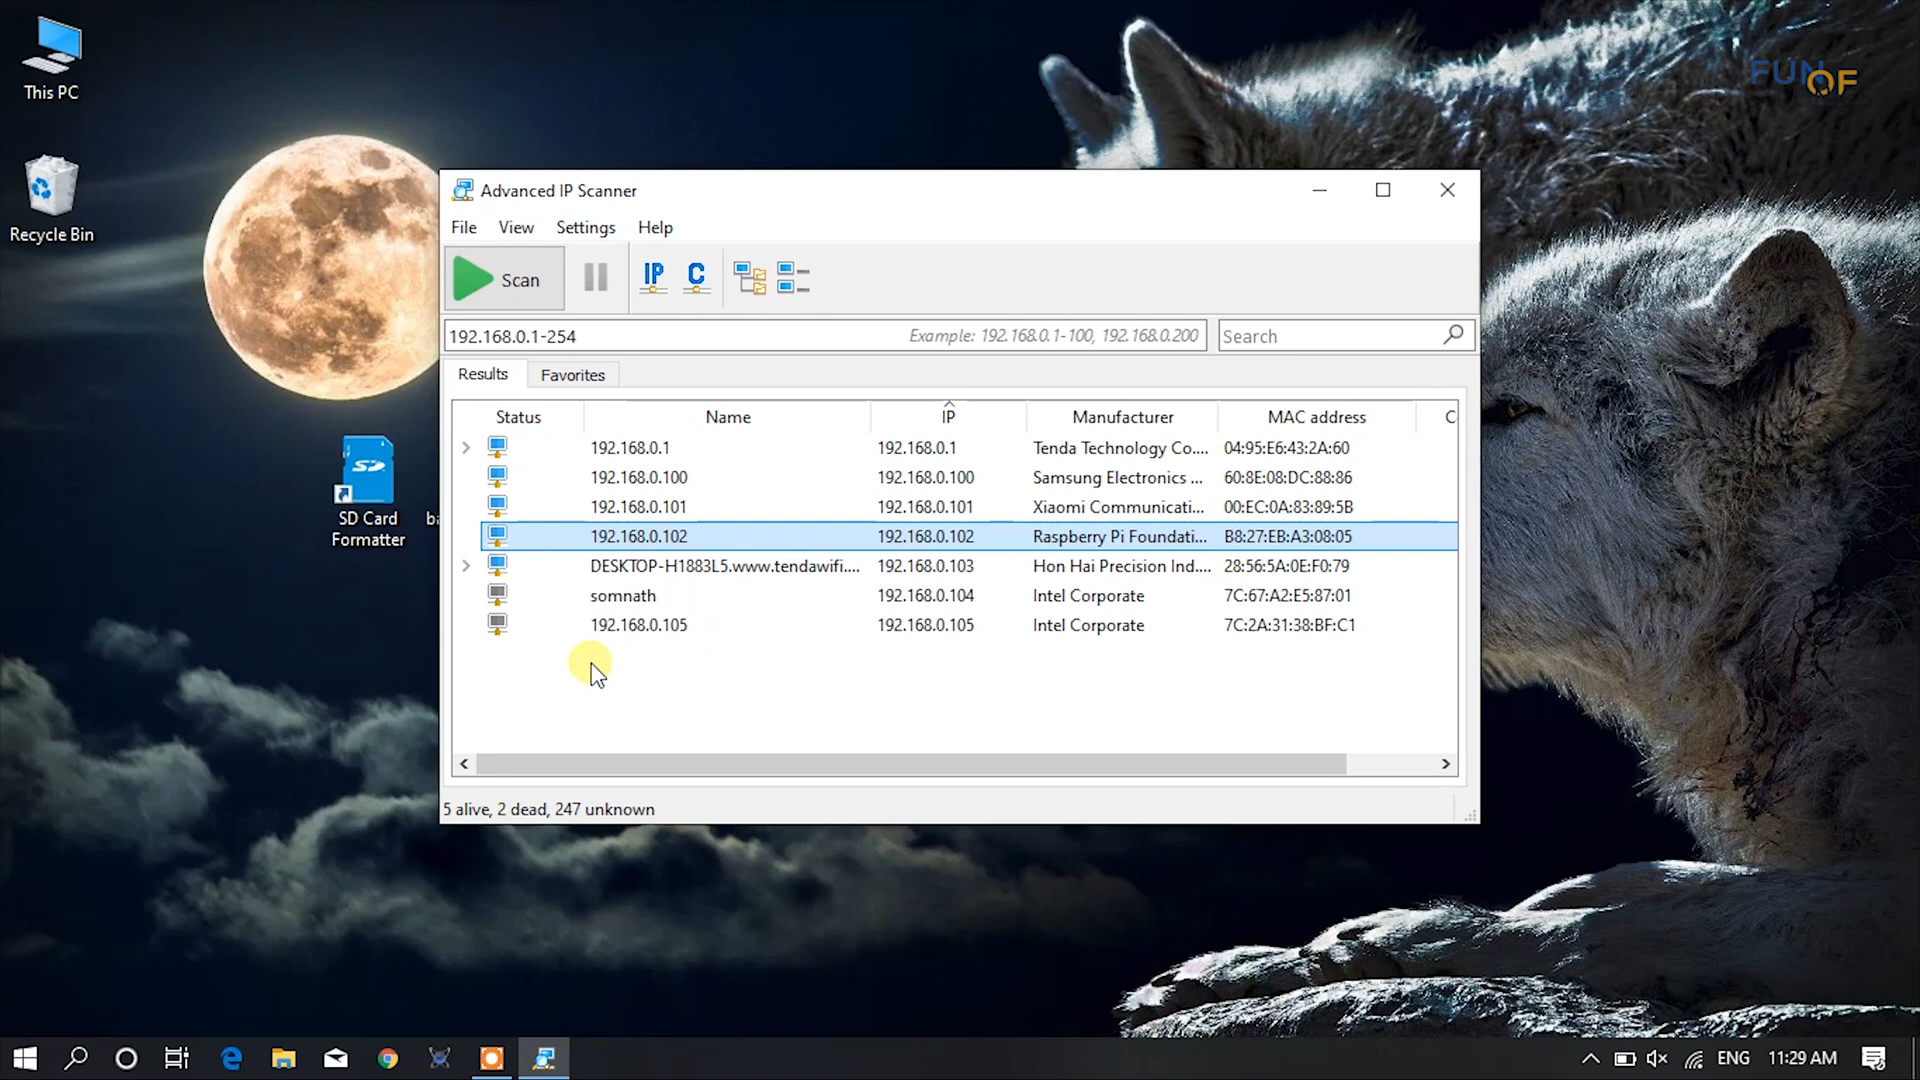 This PC
Recycle Bin
SD Card
Formatter
ba
FUN OF
Advanced IP Scanner
File View Settings Help
Scan IP C
192.168.0.1-254 Example: 192.168.0.1-100, 192.168.0.200 Search
Results Favorites
Status Name IP Manufacturer MAC address C
192.168.0.1 192.168.0.1 Tenda Technology Co.... 04:95:E6:43:2A:60
192.168.0.100 192.168.0.100 Samsung Electronics ... 60:8E:08:DC:88:86
192.168.0.101 192.168.0.101 Xiaomi Communicati... 00:EC:0A:83:89:5B
192.168.0.102 192.168.0.102 Raspberry Pi Foundati... B8:27:EB:A3:08:05
DESKTOP-H1883L5.www.tendawifi.... 192.168.0.103 Hon Hai Precision Ind.... 28:56:5A:0E:F0:79
somnath 192.168.0.104 Intel Corporate 7C:67:A2:E5:87:01
192.168.0.105 192.168.0.105 Intel Corporate 7C:2A:31:38:BF:C1
5 alive, 2 dead, 247 unknown
ENG 11:29 AM